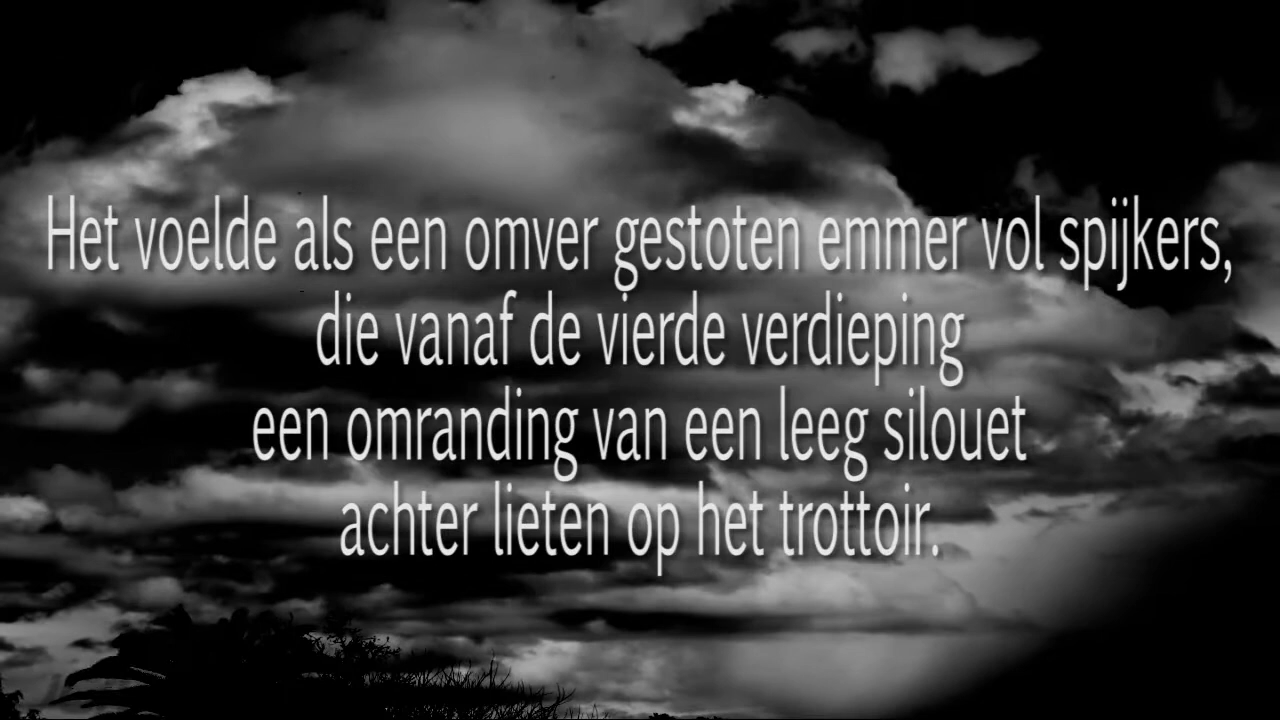 Het voelde als een omver gestoten emmer vol spijkers,
die vanaf de vierde verdieping
een omranding van een leeg silouet
achter lieten op het trottoir.